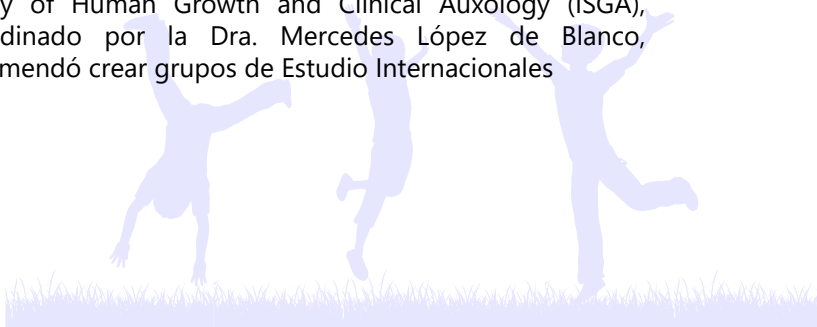 y of Human Growth and Clinical Auxology (ISGA),
dinado por la Dra. Mercedes López de Blanco,
mendó crear grupos de Estudio Internacionales